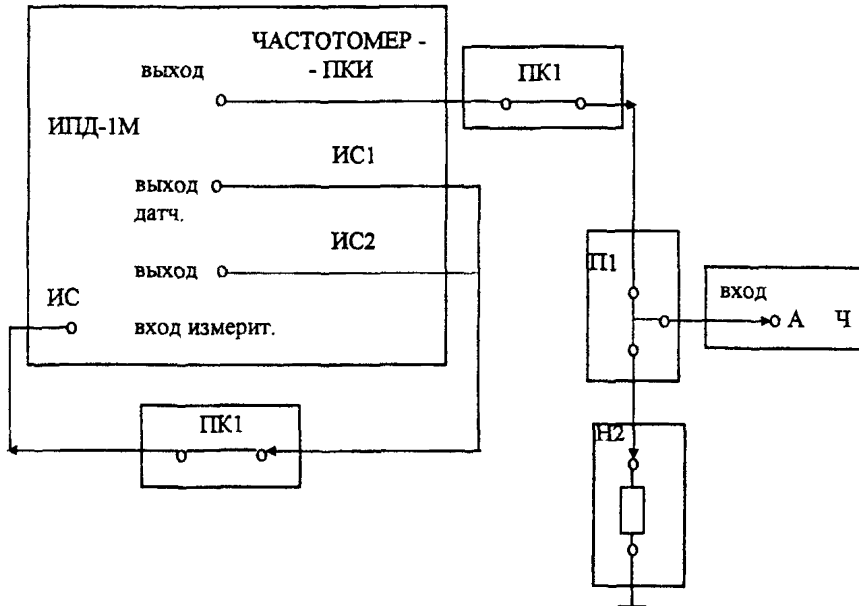 ЧАСТОТОМЕР -
- ПКИ
выход
ПК1
ИПД-1М
ИС1
выход
датч.
ИС2
выход
ИС
вход измерит.
П1
вход
А Ч
ПК1
Н2